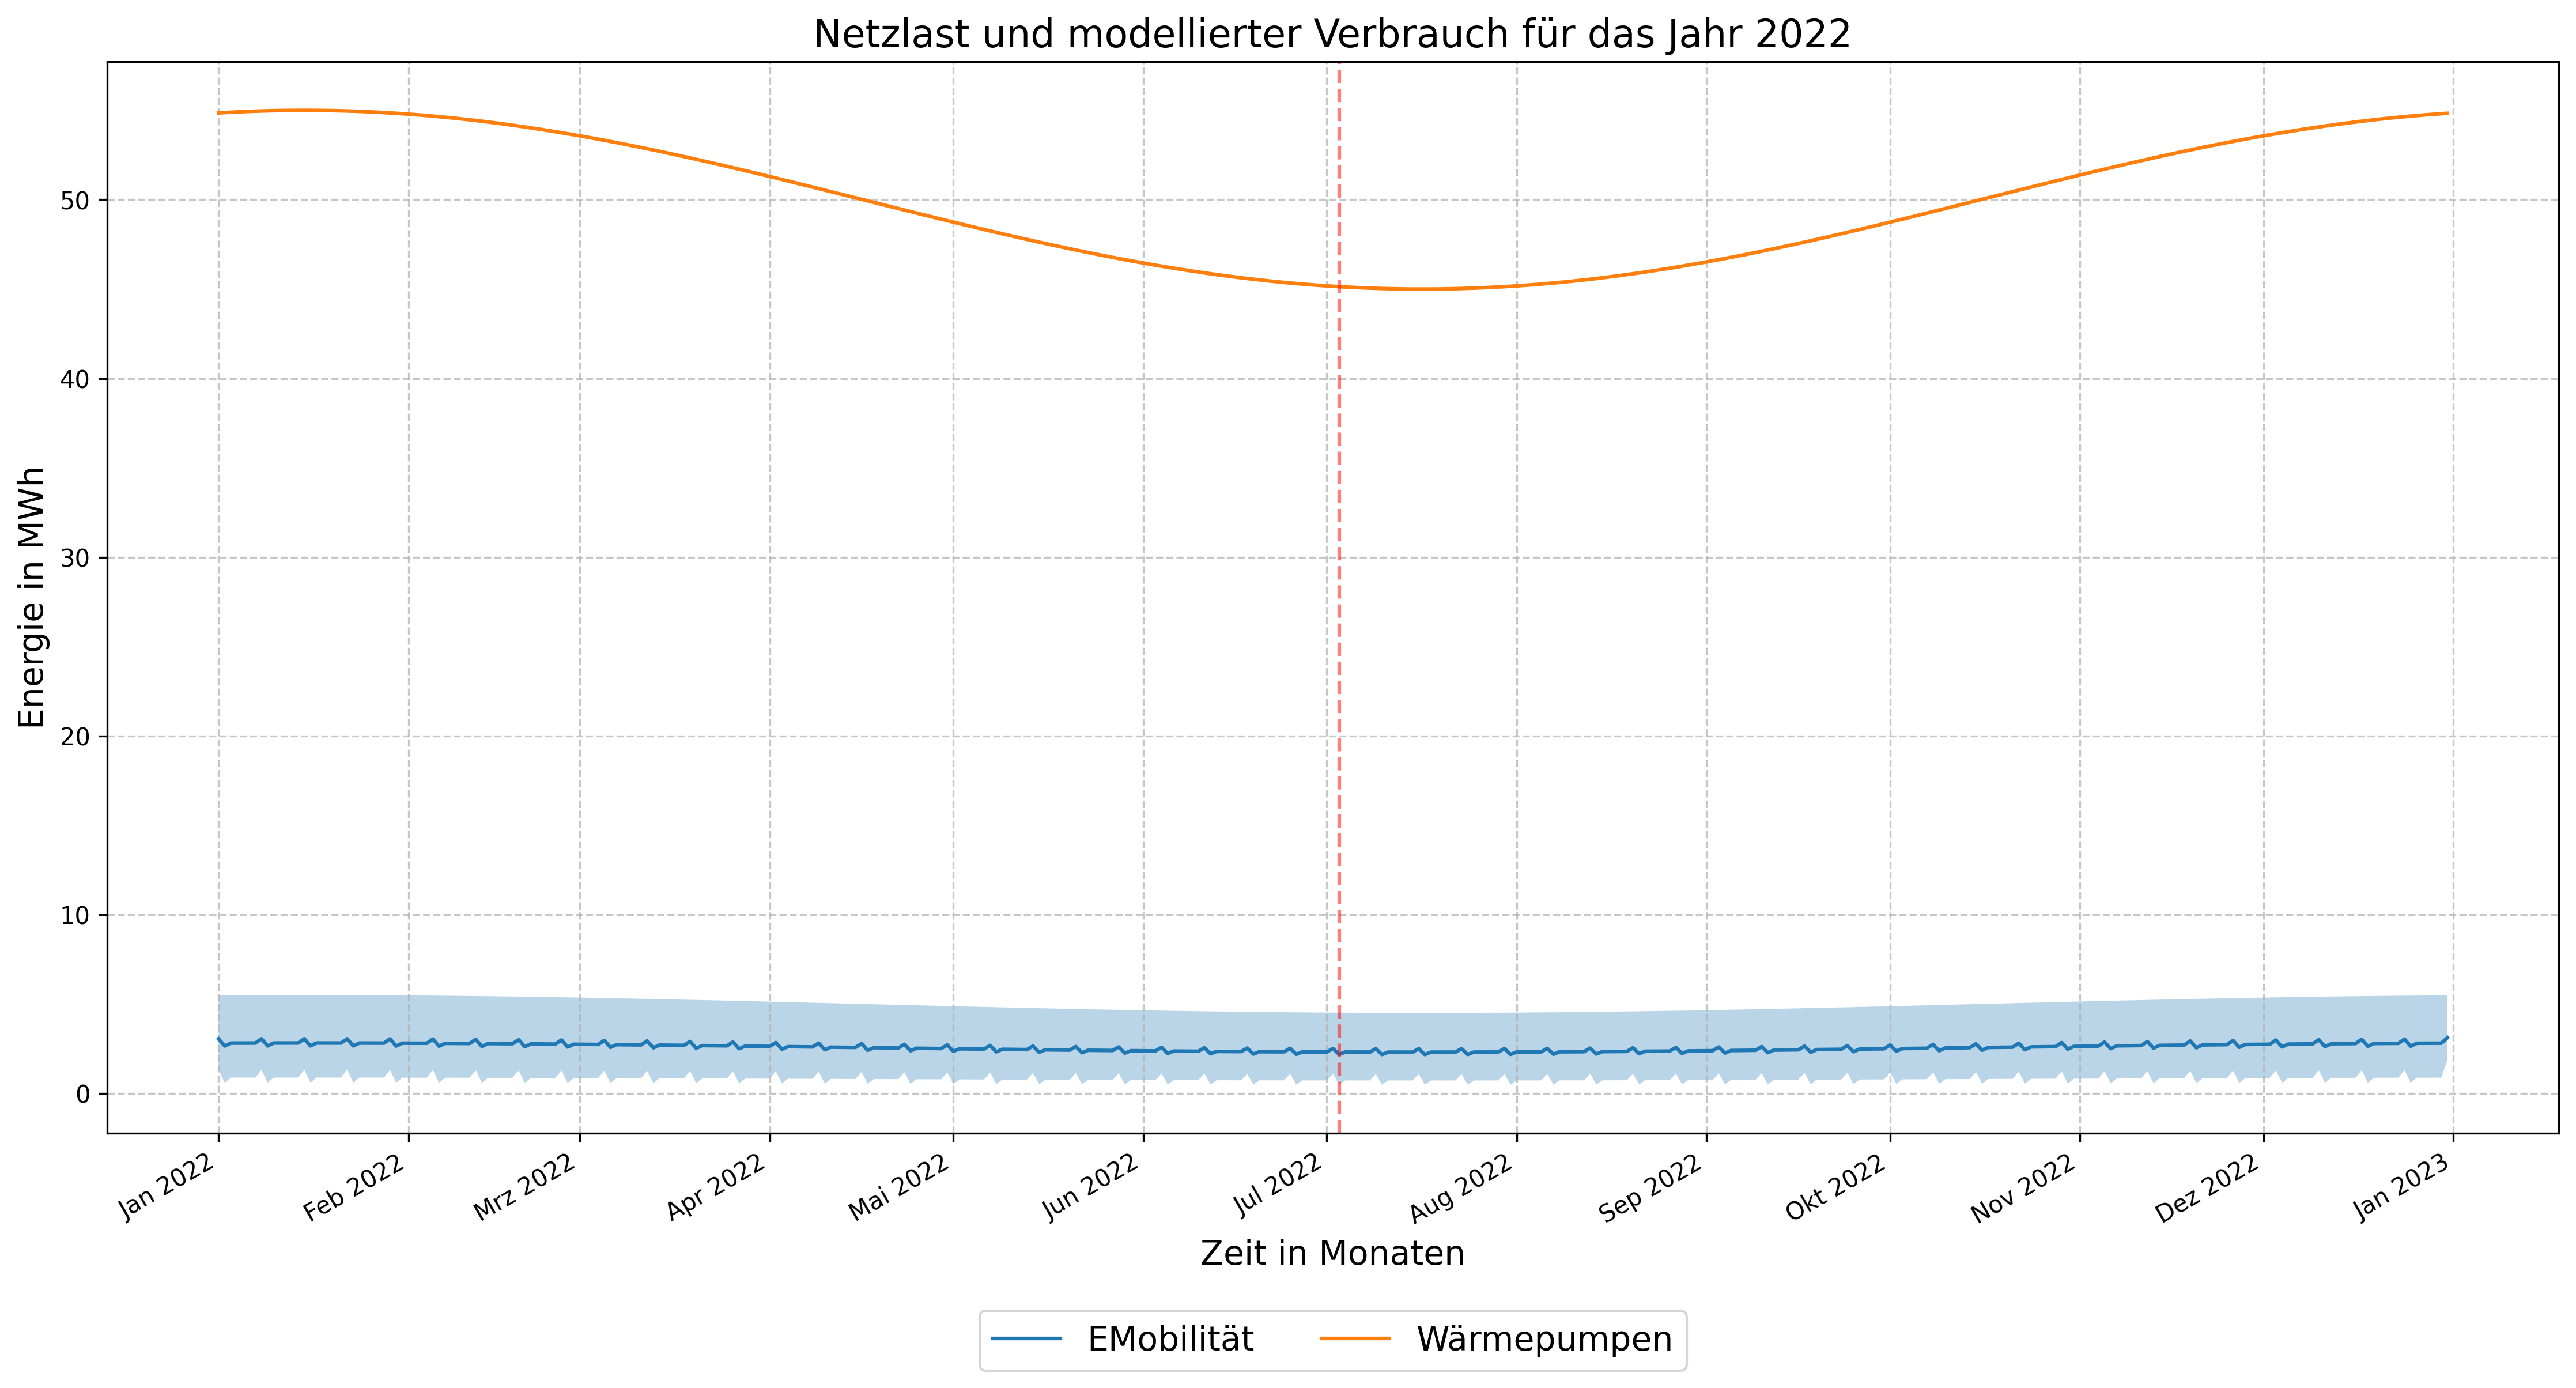 Netzlast und modellierter Verbrauch für das Jahr 2022
Energie in MWh
50
40
30
20
10
0
Jan 2022
Feb 2022
Mrz 2022
Apr 2022
Mai 2022
Jun 2022
Jul 2022
Aug 2022
Sep 2022
Okt 2022
Nov 2022
Dez 2022
Jan 2023
Zeit in Monaten
EMobilität
Wärmepumpen